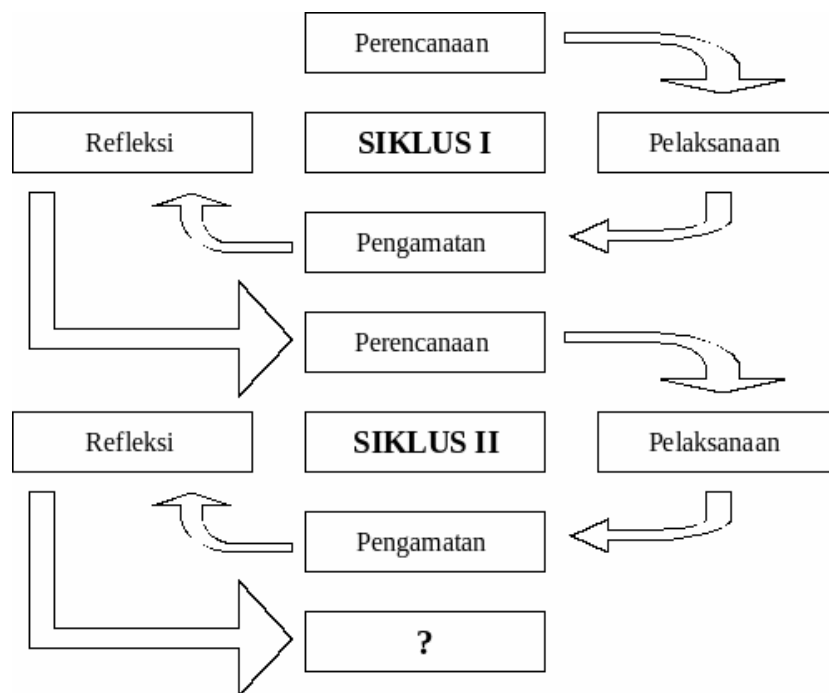 Perencanaan
Refleksi
SIKLUS I
Pelaksanaan
Pengamatan
Perencanaan
Refleksi
SIKLUS II
Pelaksanaan
Pengamatan
?